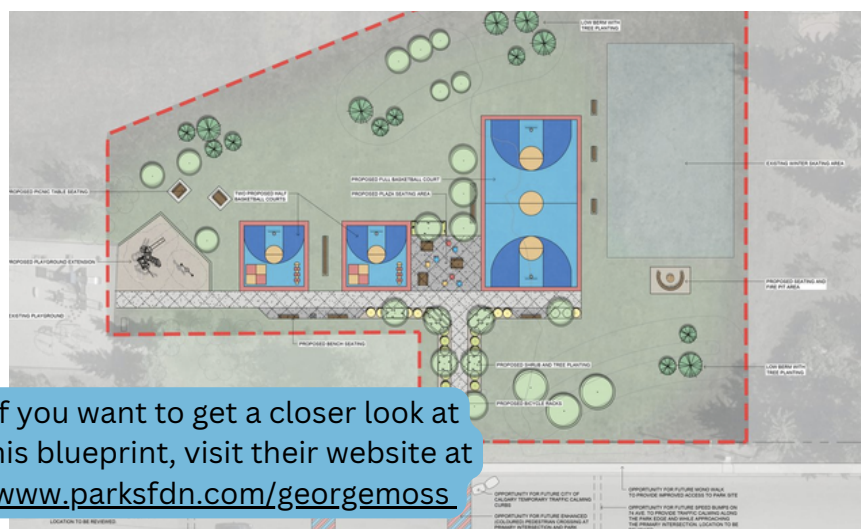 LOW BERM WITH
TREE PLANTING
PROPOSED PICNIC TABLE SEATING
TWO PROPOSED HALF
BASKETBALL COURTS
PROPOSED FULL BASKETBALL COURT
PROPOSED PLAZA SEATING AREA
EXISTING WINTER SKATING AREA
PROPOSED PLAYGROUND EXTENSION
PROPOSED SEATING AND
FIRE PIT AREA
EXISTING PLAYGROUND
PROPOSED BENCH SEATING
PROPOSED SHRUB AND TREE PLANTING
LOW BERM WITH
TREE PLANTING
PROPOSED BICYCLE RACKS
f you want to get a closer look at
his blueprint, visit their website at
www.parksfdn.com/georgemoss
LOCATION TO BE REVIEWED
OPPORTUNITY FOR FUTURE CITY OF
CALGARY TEMPORARY TRAFFIC CALMING
CURBS
OPPORTUNITY FOR FUTURE ENHANCED
(COLOURED) PEDESTRIAN CROSSING AT
PRIMARY INTERSECTION AND PARK
OPPORTUNITY FOR FUTURE MONO WALK
TO PROVIDE IMPROVED ACCESS TO PARK SITE
OPPORTUNITY FOR FUTURE SPEED BUMPS ON
74 AVE. TO PROVIDE TRAFFIC CALMING ALONG
THE PARK EDGE AND WHILE APPROACHING
THE PRIMARY INTERSECTION. LOCATION TO BE